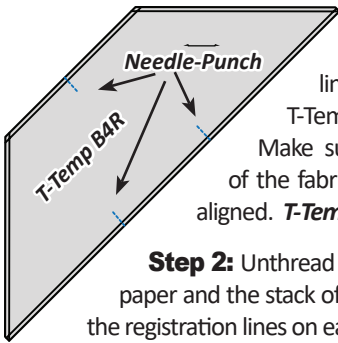 Needle-Punch
T-Temp B4R
lin
T-Tem
Make su
of the fabri
aligned. T-Tem
Step 2: Unthread
paper and the stack of
the registration lines on ea